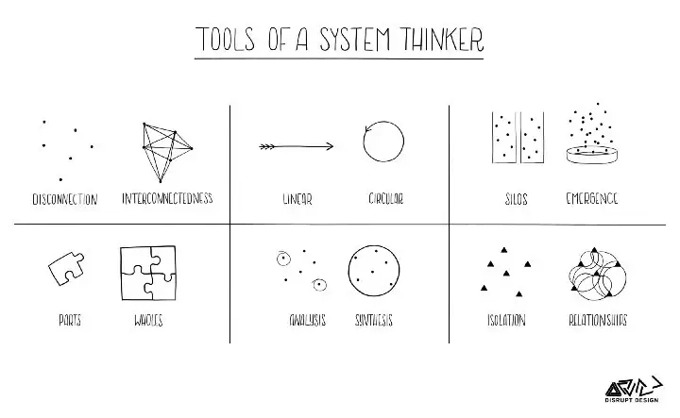 TOOLS OF A SYSTEM THINKER
DISCONNECTION INTERCONNECTEDNESS
LINEAR CIRCULAR
SILOS EMERGENCE
PARTS WHOLES
ANALYSIS SYNTHESIS
ISOLATION RELATIONSHIPS
DISRUPT DESIGN